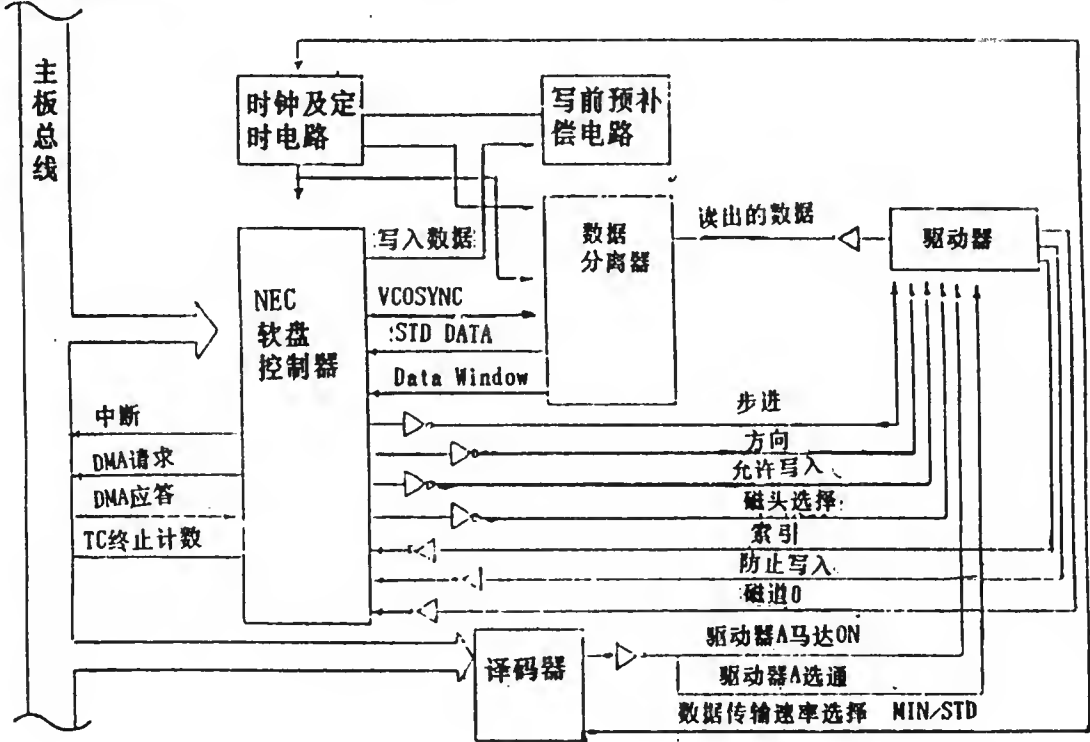 主板总线
时钟及定
时电路
写前预补
偿电路
写入数据
NEC
软盘
控制器
VCOSYNC
STD DATA
Data Window
数据
分离器
读出的数据
驱动器
中断
DMA请求
DMA应答
TC终止计数
步进
方向
允许写入
磁头选择
索引
防止写入
磁道0
译码器
驱动器A马达ON
驱动器A选通
数据传输速率选择 MIN/STD